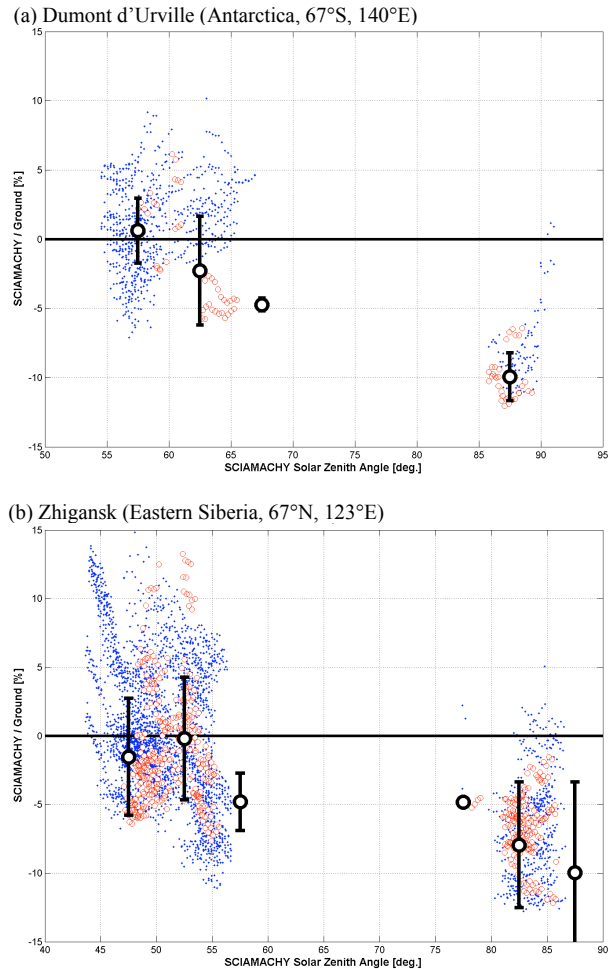 (a) Dumont d’Urville (Antarctica, 67°S, 140°E)
15
10
5
0
-5
-10
-15
SCIAMACHY / Ground [%]
50 55 60 65 70 75 80 85 90 95
SCIAMACHY Solar Zenith Angle [deg.]
(b) Zhigansk (Eastern Siberia, 67°N, 123°E)
15
10
5
0
-5
-10
-15
SCIAMACHY / Ground [%]
40 45 50 55 60 65 70 75 80 85 90
SCIAMACHY Solar Zenith Angle [deg.]